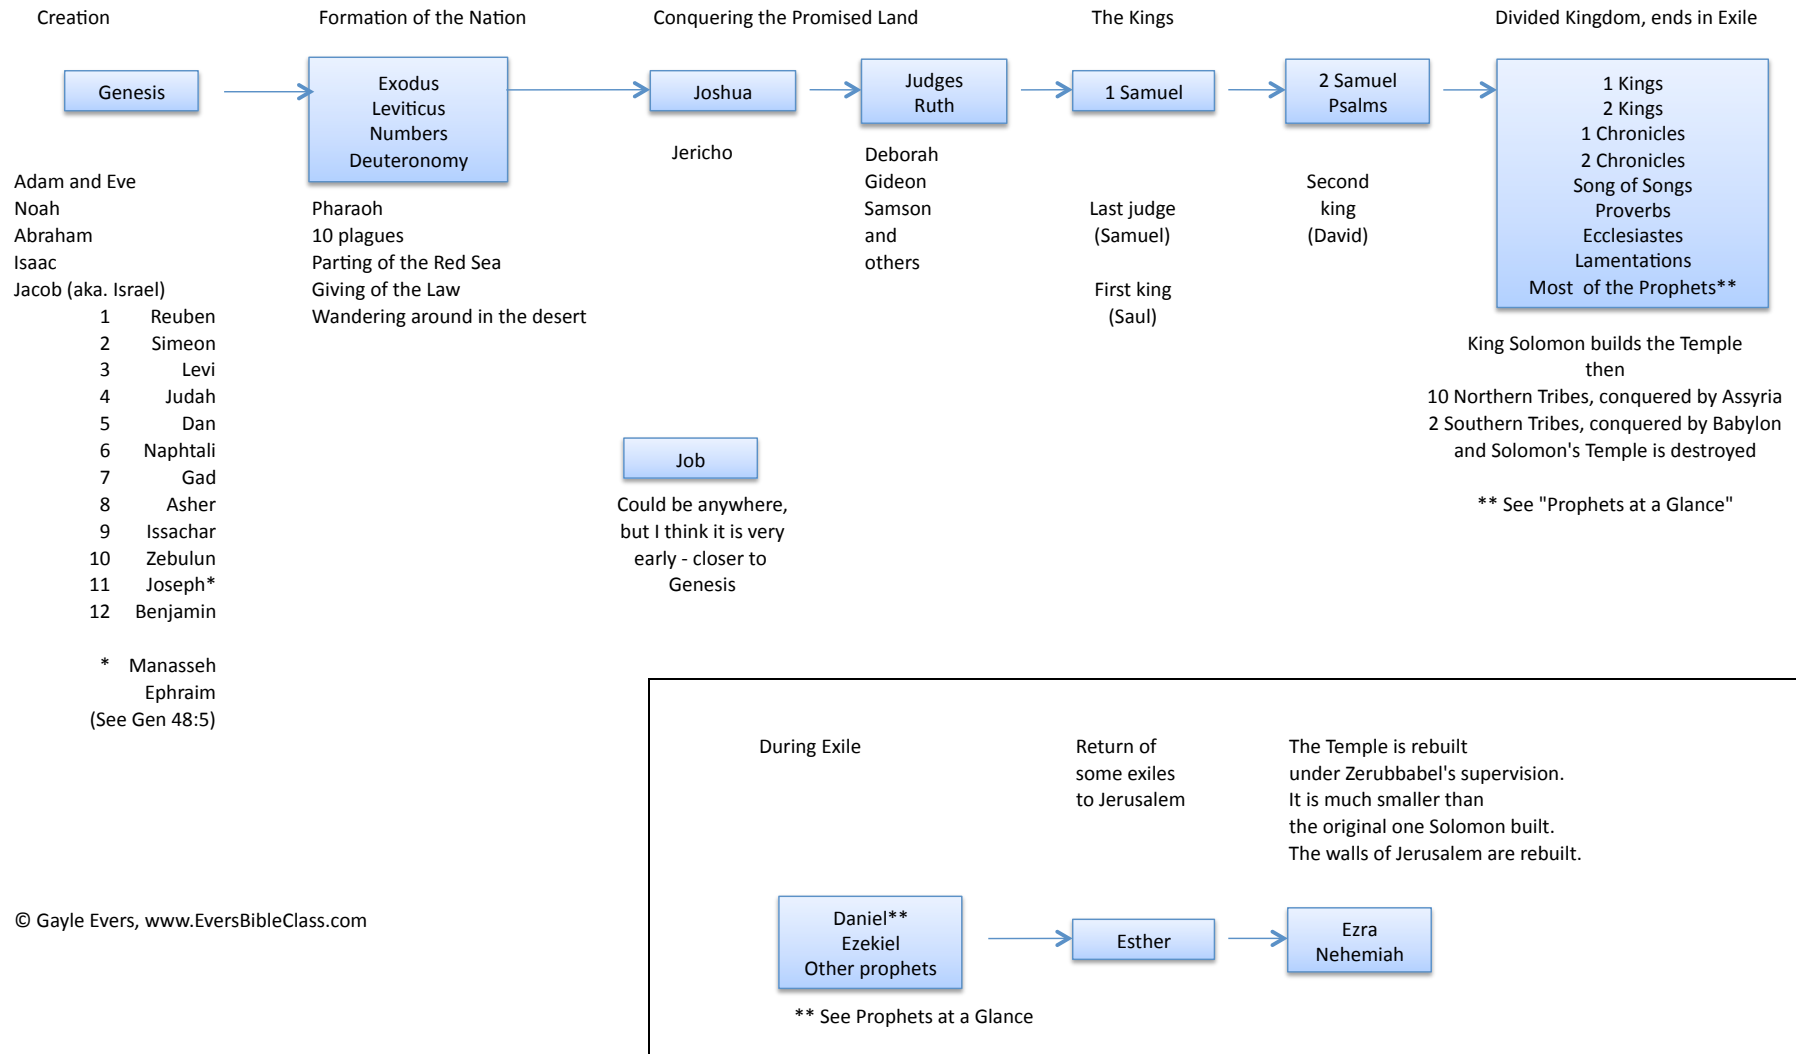 Creation
Formation of the Nation
Conquering the Promised Land
The Kings
Divided Kingdom, ends in Exile
Genesis
Exodus
Leviticus
Numbers
Deuteronomy
Joshua
Judges
Ruth
1 Samuel
2 Samuel
Psalms
1 Kings
2 Kings
1 Chronicles
2 Chronicles
Song of Songs
Proverbs
Ecclesiastes
Lamentations
Most of the Prophets**
Adam and Eve
Noah
Abraham
Isaac
Jacob (aka. Israel)
1 Reuben
2 Simeon
3 Levi
4 Judah
5 Dan
6 Naphtali
7 Gad
8 Asher
9 Issachar
10 Zebulun
11 Joseph*
12 Benjamin
* Manasseh
Ephraim
(See Gen 48:5)
Pharaoh
10 plagues
Parting of the Red Sea
Giving of the Law
Wandering around in the desert
Jericho
Deborah
Gideon
Samson
and
others
Last judge
(Samuel)
First king
(Saul)
Second
king
(David)
King Solomon builds the Temple
then
10 Northern Tribes, conquered by Assyria
2 Southern Tribes, conquered by Babylon
and Solomon's Temple is destroyed
** See "Prophets at a Glance"
Job
Could be anywhere,
but I think it is very
early - closer to
Genesis
During Exile
Return of
some exiles
to Jerusalem
The Temple is rebuilt
under Zerubbabel's supervision.
It is much smaller than
the original one Solomon built.
The walls of Jerusalem are rebuilt.
Daniel**
Ezekiel
Other prophets
Esther
Ezra
Nehemiah
** See Prophets at a Glance
© Gayle Evers, www.EversBibleClass.com